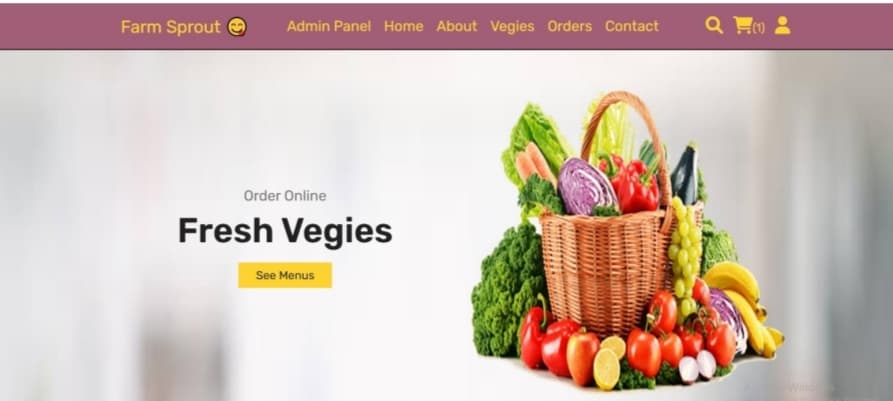 Farm Sprout 😋 Admin Panel Home About Vegies Orders Contact (1)
Order Online
Fresh Vegies
See Menus